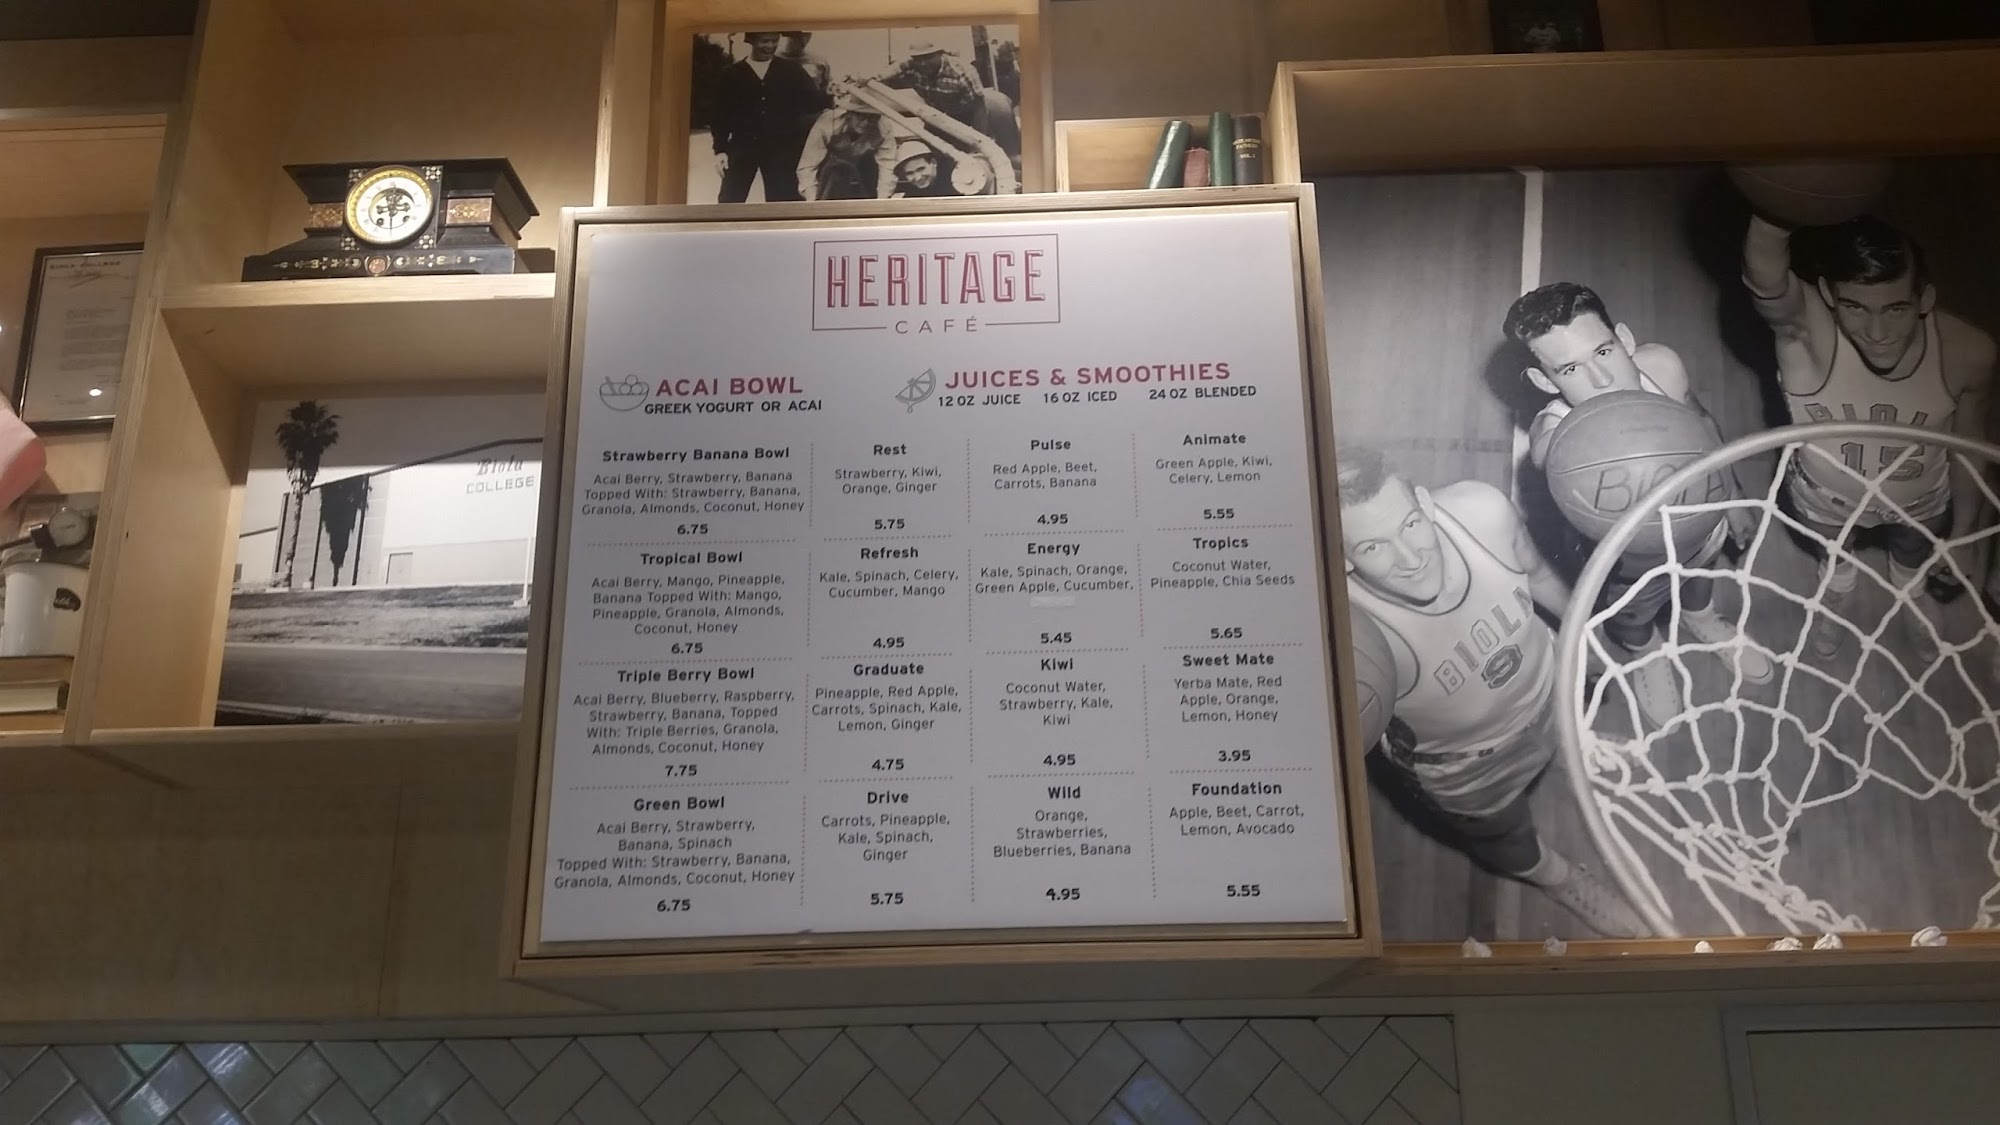 HERITAGE
CAFÉ
ACAI BOWL
GREEK YOGURT OR ACAI
JUICES & SMOOTHIES
12 OZ JUICE 16 OZ ICED 24 OZ BLENDED
Strawberry Banana Bowl
Acai Berry, Strawberry, Banana
Topped With: Strawberry, Banana,
Granola, Almonds, Coconut, Honey
6.75
Tropical Bowl
Acai Berry, Mango, Pineapple,
Banana Topped With: Mango,
Pineapple, Granola, Almonds,
Coconut, Honey
6.75
Triple Berry Bowl
Acai Berry, Blueberry, Raspberry,
Strawberry, Banana, Topped
With: Triple Berries, Granola,
Almonds, Coconut, Honey
7.75
Green Bowl
Acai Berry, Strawberry,
Banana, Spinach
Topped With: Strawberry, Banana,
Granola, Almonds, Coconut, Honey
6.75
Rest
Strawberry, Kiwi,
Orange, Ginger
5.75
Refresh
Kale, Spinach, Celery,
Cucumber, Mango
4.95
Graduate
Pineapple, Red Apple,
Carrots, Spinach, Kale,
Lemon, Ginger
4.75
Drive
Carrots, Pineapple,
Kale, Spinach,
Ginger
5.75
Pulse
Red Apple, Beet,
Carrots, Banana
4.95
Energy
Kale, Spinach, Orange,
Green Apple, Cucumber,
5.45
Kiwi
Coconut Water,
Strawberry, Kale,
Kiwi
4.95
Wild
Orange,
Strawberries,
Blueberries, Banana
4.95
Animate
Green Apple, Kiwi,
Celery, Lemon
5.55
Tropics
Coconut Water,
Pineapple, Chia Seeds
5.65
Sweet Mate
Yerba Mate, Red
Apple, Orange,
Lemon, Honey
3.95
Foundation
Apple, Beet, Carrot,
Lemon, Avocado
5.55
BIOLA COLLEGE
Biola
COLLEGE
BIOLA
BIOLA
9
BIOL
15